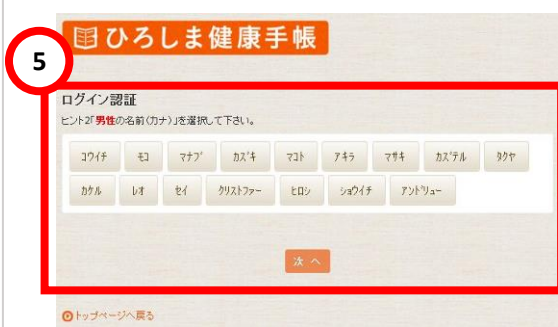 ひろしま健康手帳
5
ログイン認証
ヒント2「男性の名前(カナ)」を選択して下さい。
コウイチ モコ マナブ カズキ マコト アキラ マサキ カズテル タクヤ
カケル レオ セイ クリストファー ヒロシ ショウイチ アンドリュー
次 へ
トップページへ戻る